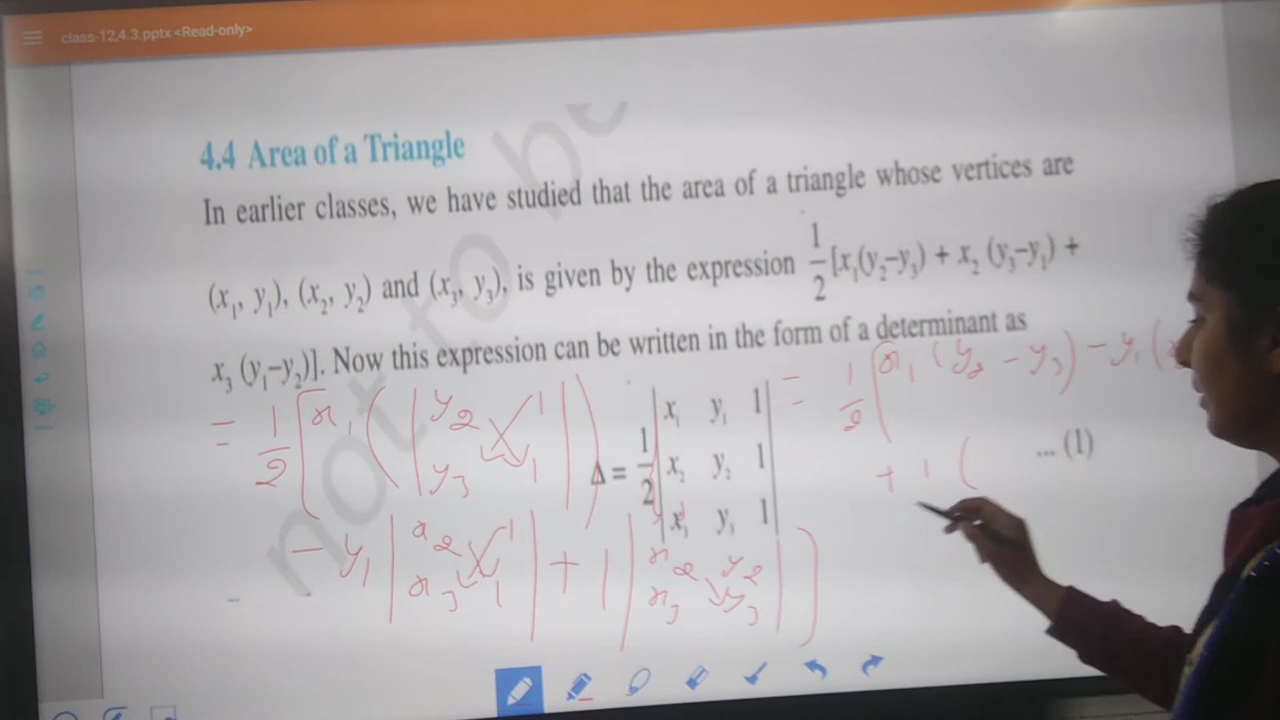 class-12,4.3.pptx <Read-only>
not to be
4.4 Area of a Triangle
In earlier classes, we have studied that the area of a triangle whose vertices are
(x₁, y₁), (x₂, y₂) and (x₃, y₃), is given by the expression 1/2 [x₁(y₂–y₃) + x₂ (y₃–y₁) +
x₃ (y₁–y₂)]. Now this expression can be written in the form of a determinant as
= 1/2 [x₁ (y₂ - y₃) - y₁ (
= 1/2 [x₁ ( | y₂ 1 |
| y₃ 1 | )
Δ = 1/2 | x₁ y₁ 1 |
| x₂ y₂ 1 |
| x₃ y₃ 1 |
... (1)
+ 1 (
- y₁ | x₂ 1 | + 1 | x₂ y₂ | ]
| x₃ 1 | | x₃ y₃ |